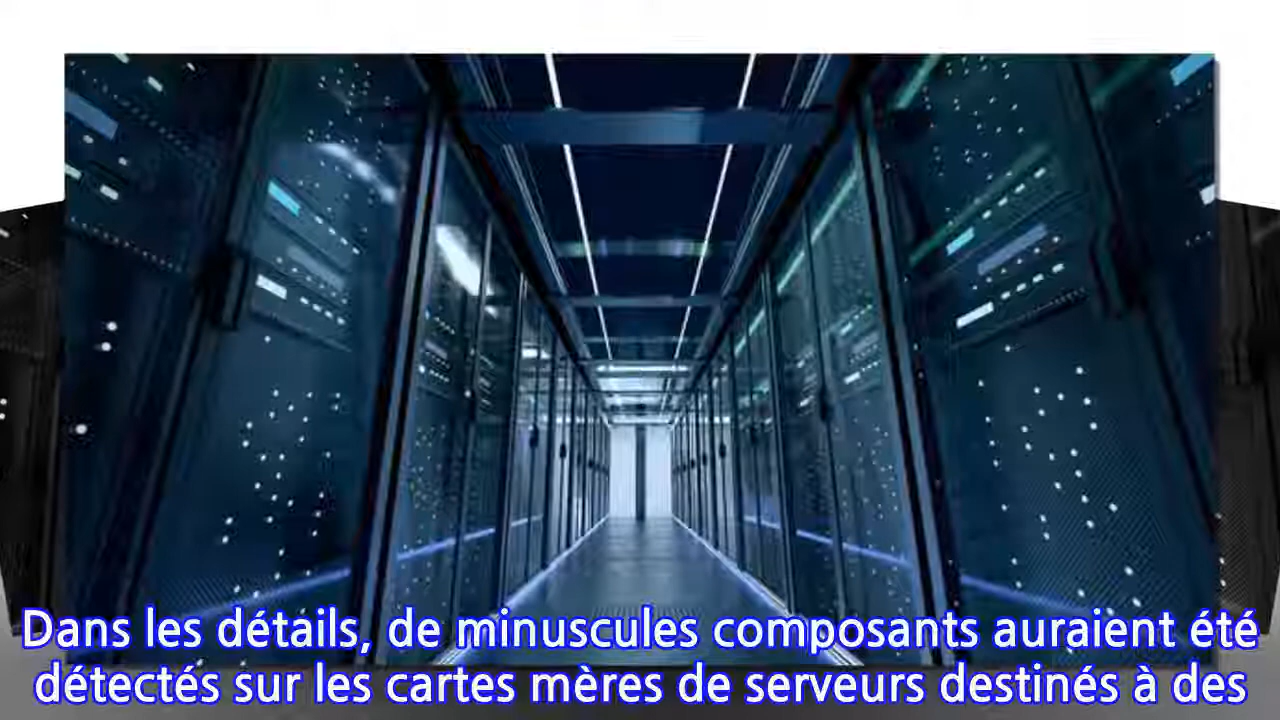 Dans les détails, de minuscules composants auraient été
détectés sur les cartes mères de serveurs destinés à des